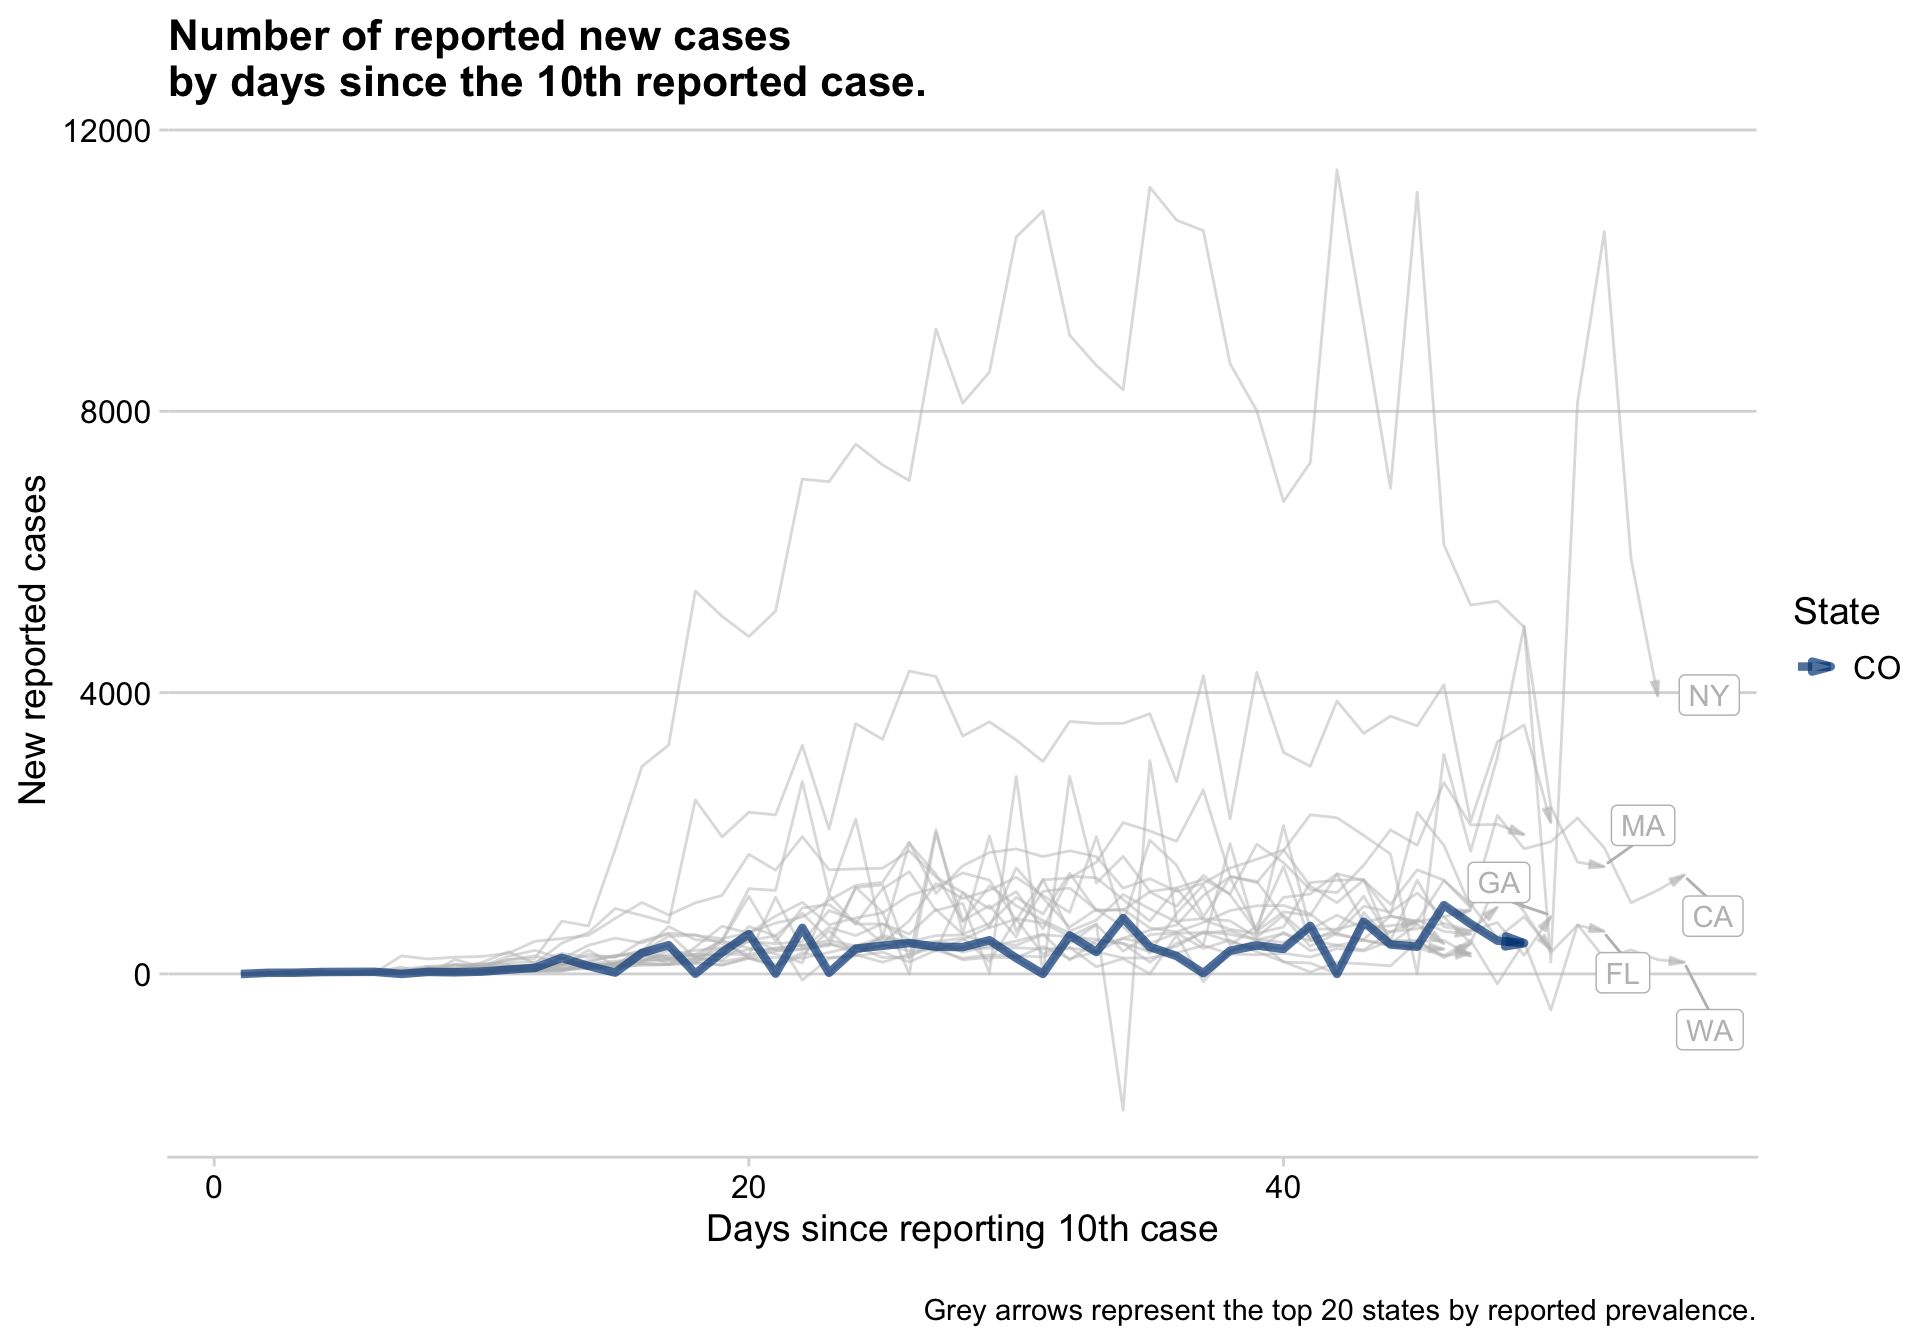 Number of reported new cases
by days since the 10th reported case.
12000
8000
4000
0
New reported cases
NY
MA
GA
CA
FL
WA
State
CO
0
20
40
Days since reporting 10th case
Grey arrows represent the top 20 states by reported prevalence.